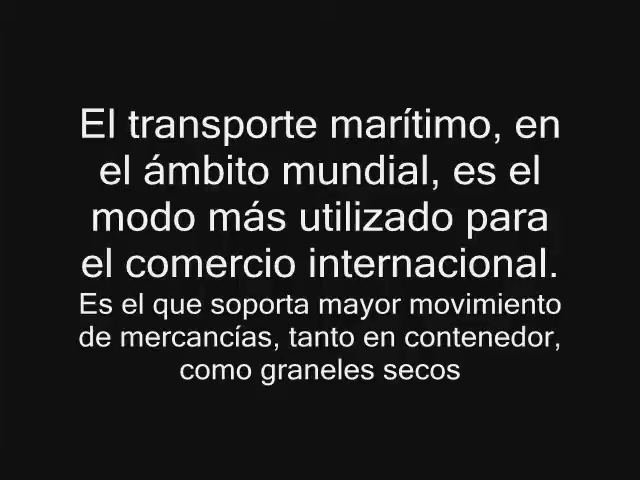 El transporte marítimo, en
el ámbito mundial, es el
modo más utilizado para
el comercio internacional.
Es el que soporta mayor movimiento
de mercancías, tanto en contenedor,
como graneles secos